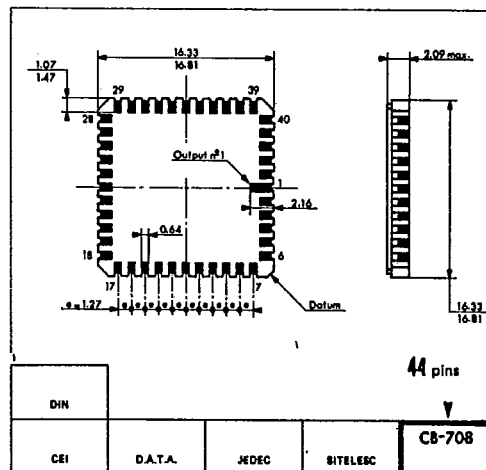 16.33
16.81
2.09 max.
1.07
1.47
29
39
28
40
Output nº1
1
2.16
0.64
18
6
17
7
e = 1.27
e e e e e e e e e e
Datum
16.33
16.81
44 pins
DIN
CEI
D.A.T.A.
JEDEC
SITELESC
CB-708